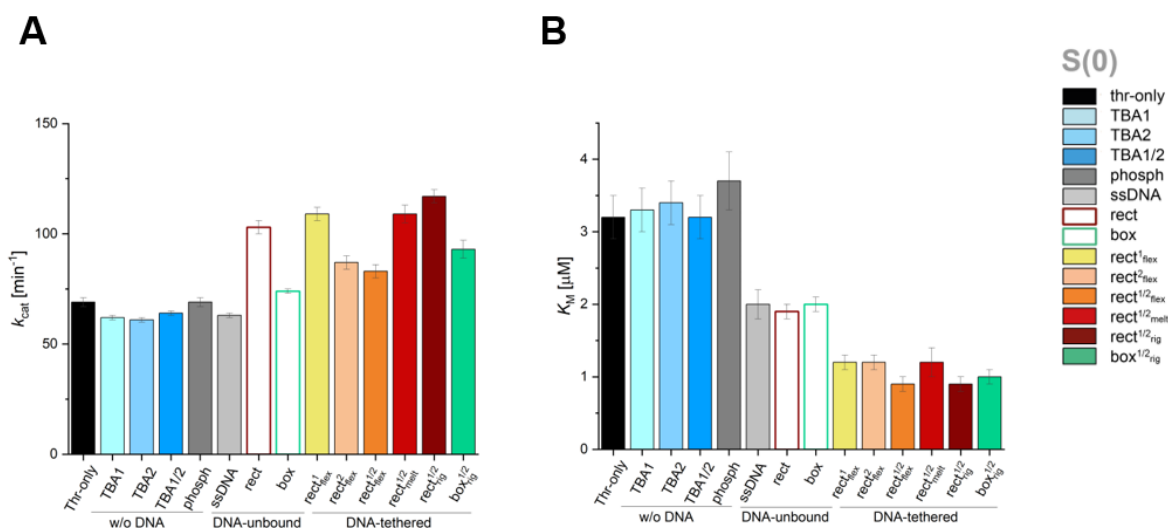 A
B
S(0)
150
100
50
0
kcat [min⁻¹]
Thr-only
TBA1
TBA2
TBA1/2
phosph
ssDNA
rect
box
rect¹flex
rect²flex
rect¹/²flex
rect¹/²melt
rect¹/²rig
box¹/²rig
w/o DNA
DNA-unbound
DNA-tethered
4
3
2
1
0
KM [µM]
Thr-only
TBA1
TBA2
TBA1/2
phosph
ssDNA
rect
box
rect¹flex
rect²flex
rect¹/²flex
rect¹/²melt
rect¹/²rig
box¹/²rig
w/o DNA
DNA-unbound
DNA-tethered
thr-only
TBA1
TBA2
TBA1/2
phosph
ssDNA
rect
box
rect¹flex
rect²flex
rect¹/²flex
rect¹/²melt
rect¹/²rig
box¹/²rig